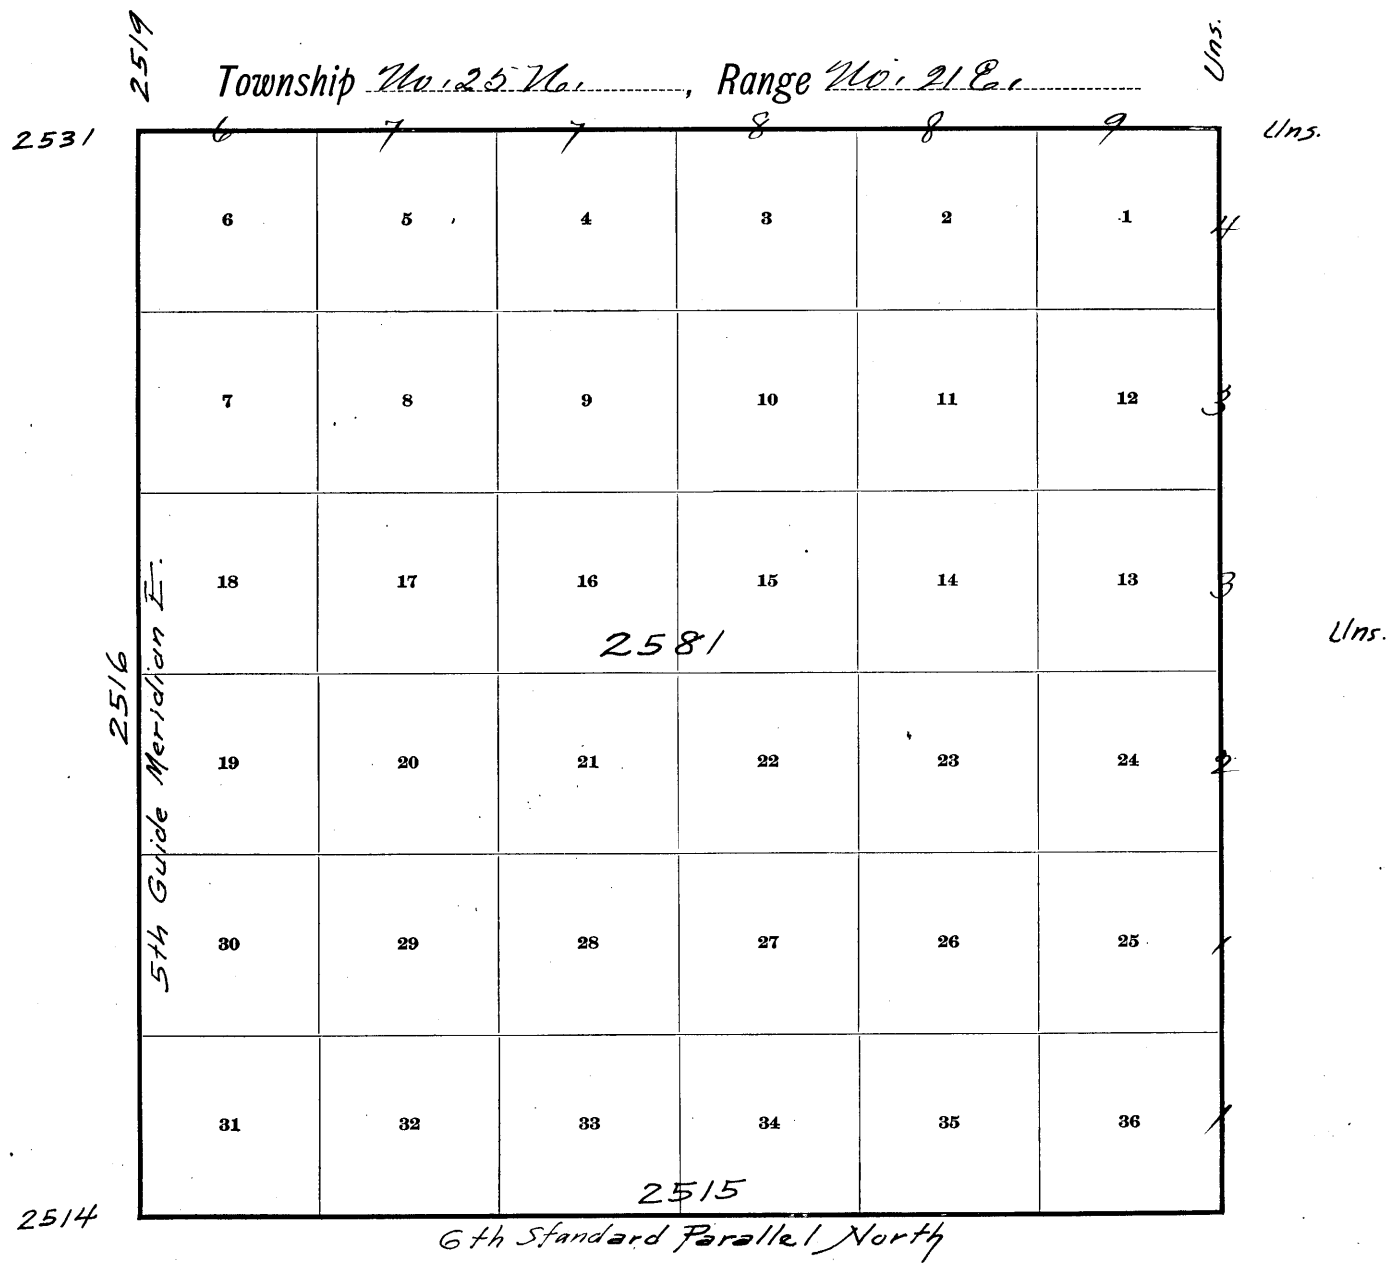 2519
Uns.
Township No. 25 N. , Range No. 21 E.
2531 6 7 7 8 8 9 Uns.
6 5 4 3 2 1 4
7 8 9 10 11 12 3
18 17 16 15 14 13 3
2581
Uns.
2516
5th Guide Meridian E.
19 20 21 22 23 24 2
30 29 28 27 26 25 1
31 32 33 34 35 36 1
2515
2514
6th Standard Parallel North